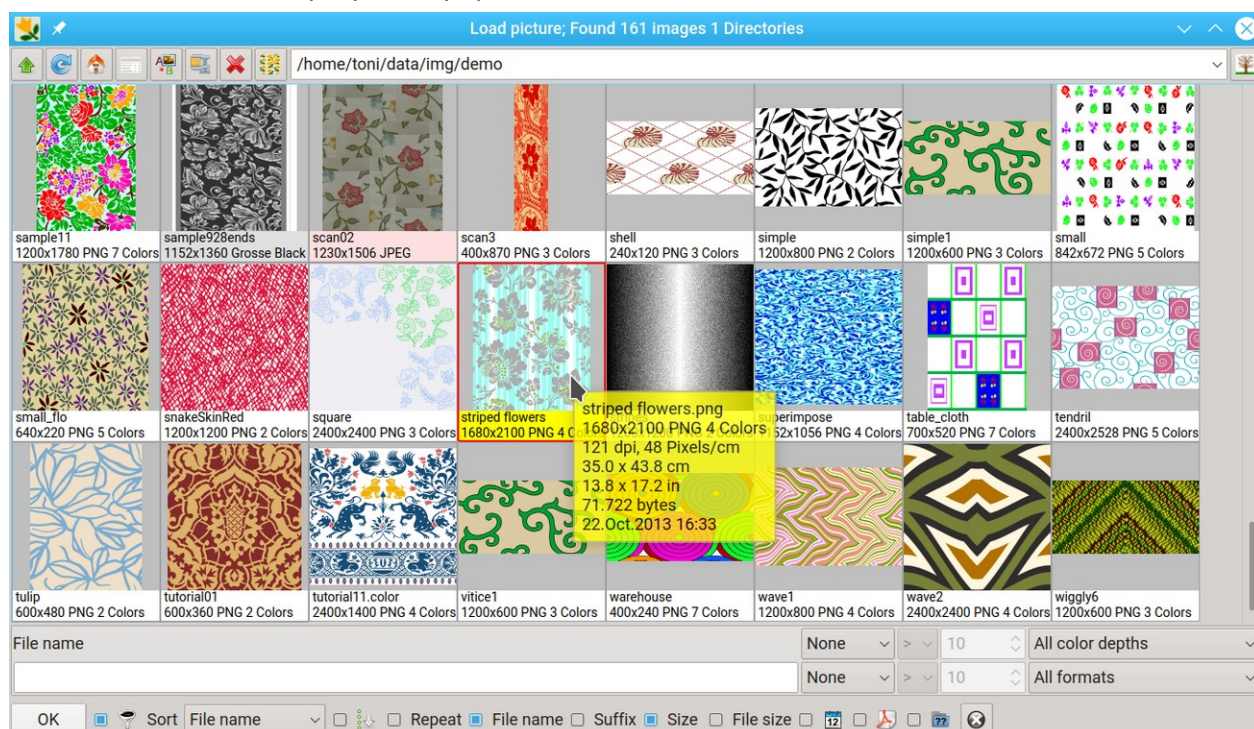 Load picture; Found 161 images 1 Directories
/home/toni/data/img/demo
sample11
1200x1780 PNG 7 Colors
sample928ends
1152x1360 Grosse Black
scan02
1230x1506 JPEG
scan3
400x870 PNG 3 Colors
shell
240x120 PNG 3 Colors
simple
1200x800 PNG 2 Colors
simple1
1200x600 PNG 3 Colors
small
842x672 PNG 5 Colors
small_flo
640x220 PNG 5 Colors
snakeSkinRed
1200x1200 PNG 2 Colors
square
2400x2400 PNG 3 Colors
striped flowers
1680x2100 PNG 4
striped flowers.png
1680x2100 PNG 4 Colors
121 dpi, 48 Pixels/cm
35.0 x 43.8 cm
13.8 x 17.2 in
71.722 bytes
22.Oct.2013 16:33
superimpose
52x1056 PNG 4 Colors
table_cloth
700x520 PNG 7 Colors
tendril
2400x2528 PNG 5 Colors
tulip
600x480 PNG 2 Colors
tutorial01
600x360 PNG 2 Colors
tutorial11.color
2400x1400 PNG 4 Colors
vitice1
1200x600 PNG 3 Colors
warehouse
400x240 PNG 7 Colors
wave1
1200x800 PNG 4 Colors
wave2
2400x2400 PNG 4 Colors
wiggly6
1200x600 PNG 3 Colors
File name
None > 10 All color depths
None > 10 All formats
OK Sort File name Repeat File name Suffix Size File size 12 ??